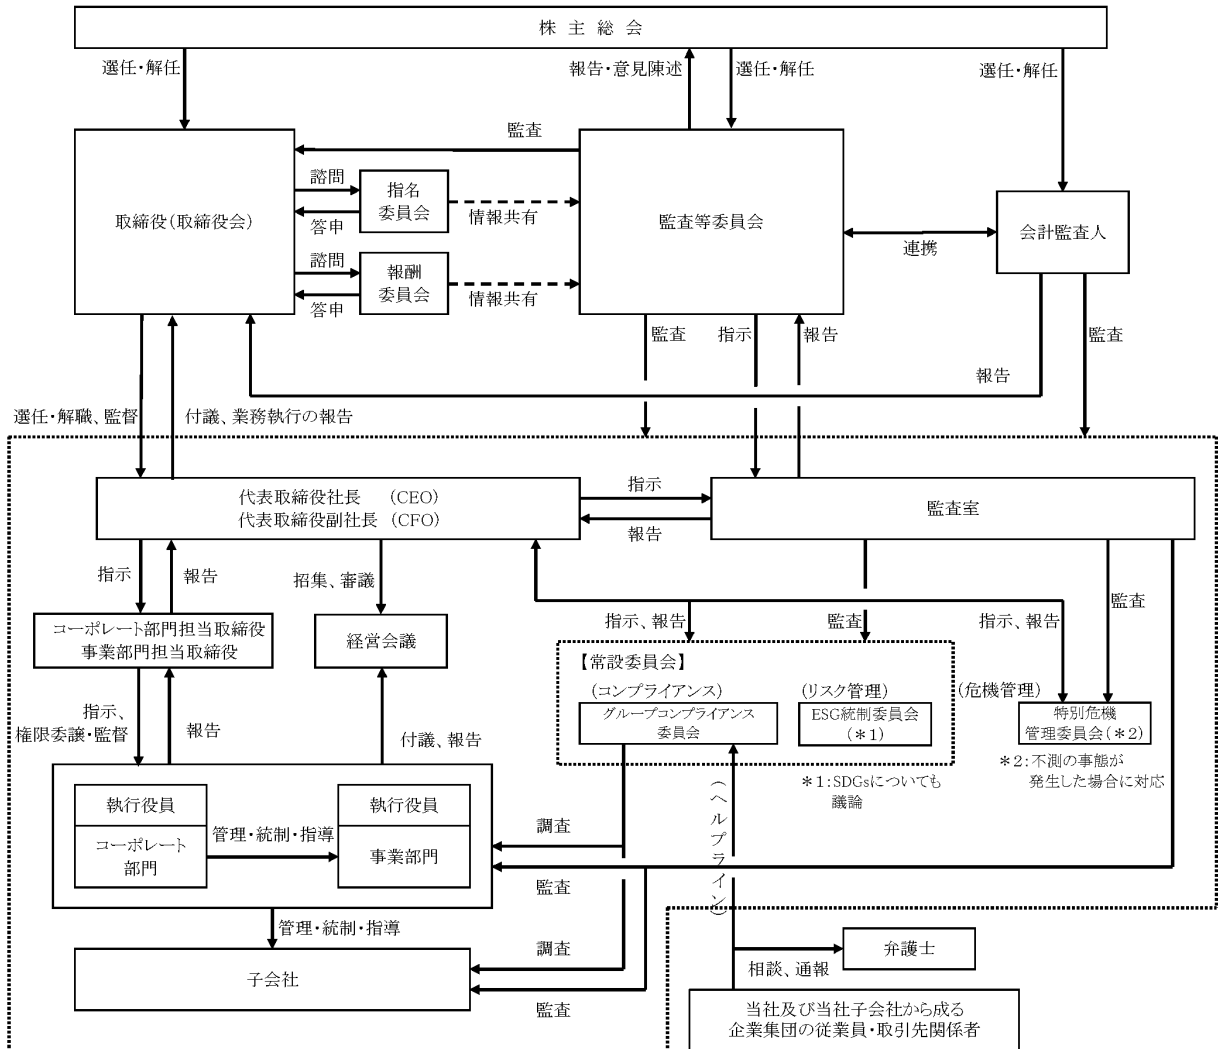 株 主 総 会
選任・解任
報告・意見陳述
選任・解任
選任・解任
監査
取締役(取締役会)
諮問
指名
委員会
答申
情報共有
諮問
報酬
委員会
答申
情報共有
監査等委員会
連携
会計監査人
監査
指示
報告
監査
報告
選任・解職、監督
付議、業務執行の報告
代表取締役社長 (CEO)
代表取締役副社長 (CFO)
指示
報告
監査室
指示
報告
招集、審議
コーポレート部門担当取締役
事業部門担当取締役
経営会議
指示、報告
監査
指示、報告
監査
【常設委員会】
(コンプライアンス)
グループコンプライアンス
委員会
(リスク管理)
ESG統制委員会
(*1)
(危機管理)
特別危機
管理委員会(*2)
*1:SDGsについても
議論
*2:不測の事態が
発生した場合に対応
指示、
権限委譲・監督
報告
付議、報告
執行役員
コーポレート
部門
管理・統制・指導
執行役員
事業部門
調査
監査
(ヘルプライン)
管理・統制・指導
子会社
調査
監査
弁護士
相談、通報
当社及び当社子会社から成る
企業集団の従業員・取引先関係者